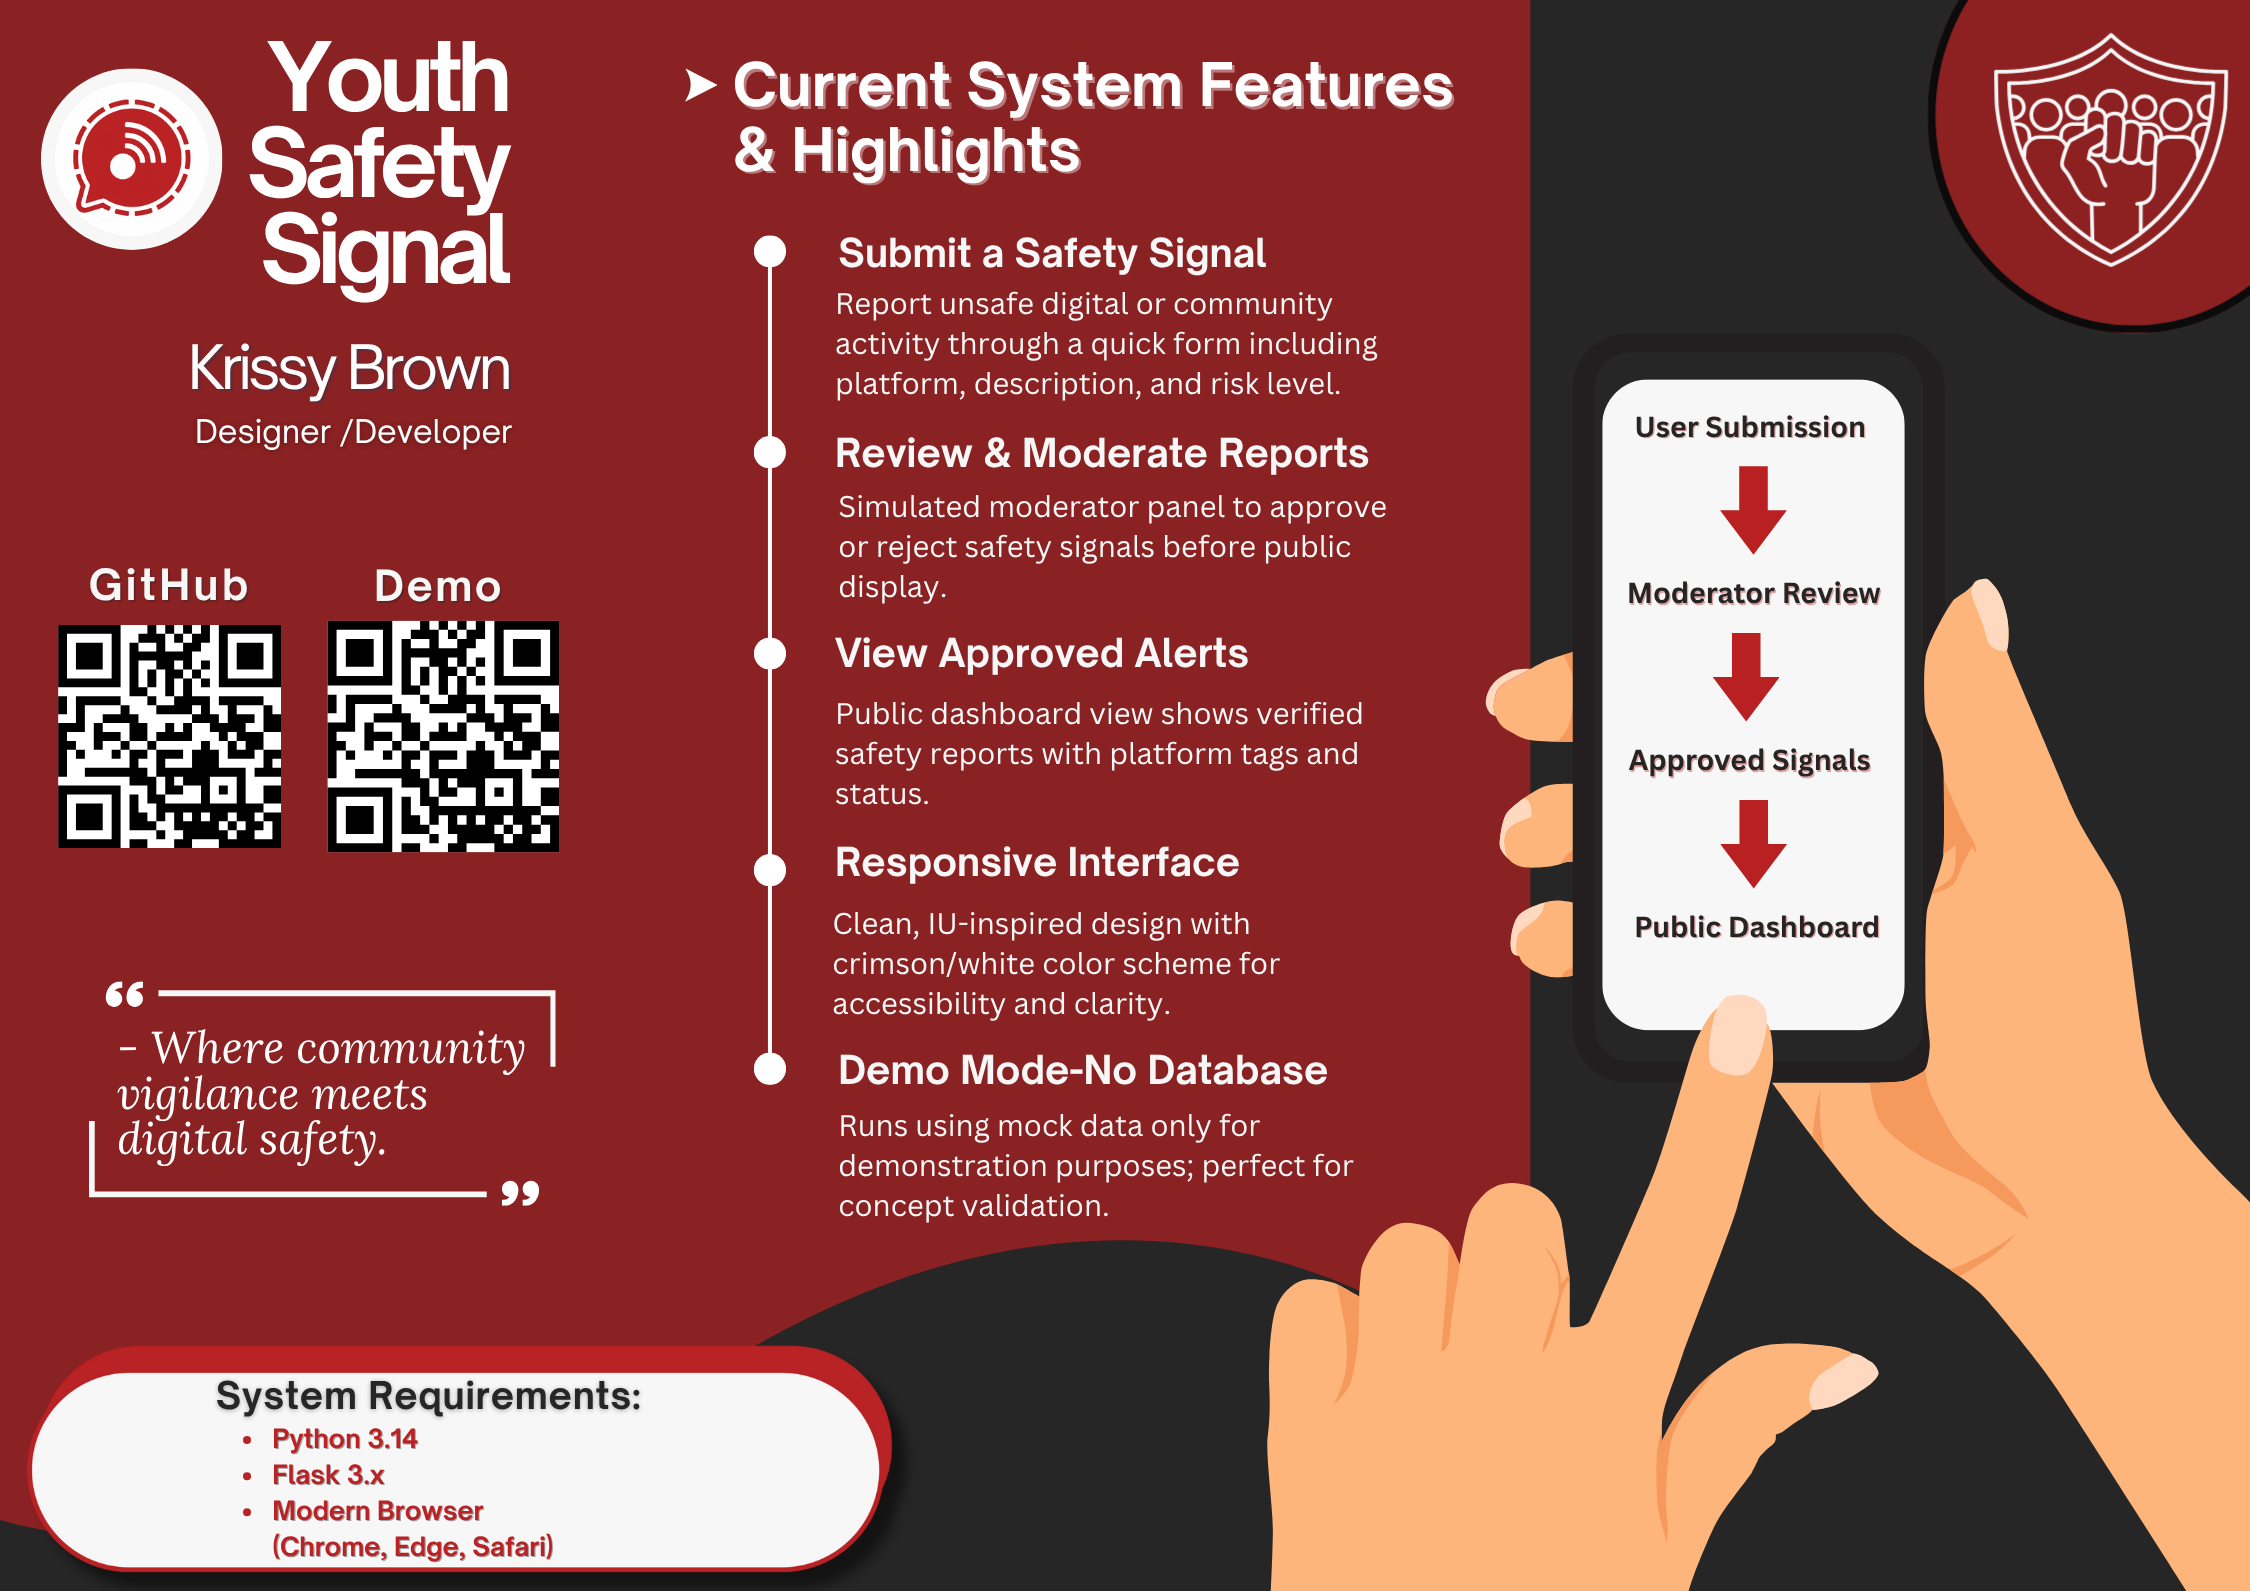 Youth
Safety
Signal
Krissy Brown
Designer /Developer
GitHub
Demo
“
- Where community
vigilance meets
digital safety.
”
➤ Current System Features
& Highlights
Submit a Safety Signal
Report unsafe digital or community
activity through a quick form including
platform, description, and risk level.
Review & Moderate Reports
Simulated moderator panel to approve
or reject safety signals before public
display.
View Approved Alerts
Public dashboard view shows verified
safety reports with platform tags and
status.
Responsive Interface
Clean, IU-inspired design with
crimson/white color scheme for
accessibility and clarity.
Demo Mode-No Database
Runs using mock data only for
demonstration purposes; perfect for
concept validation.
User Submission
Moderator Review
Approved Signals
Public Dashboard
System Requirements:
• Python 3.14
• Flask 3.x
• Modern Browser
(Chrome, Edge, Safari)